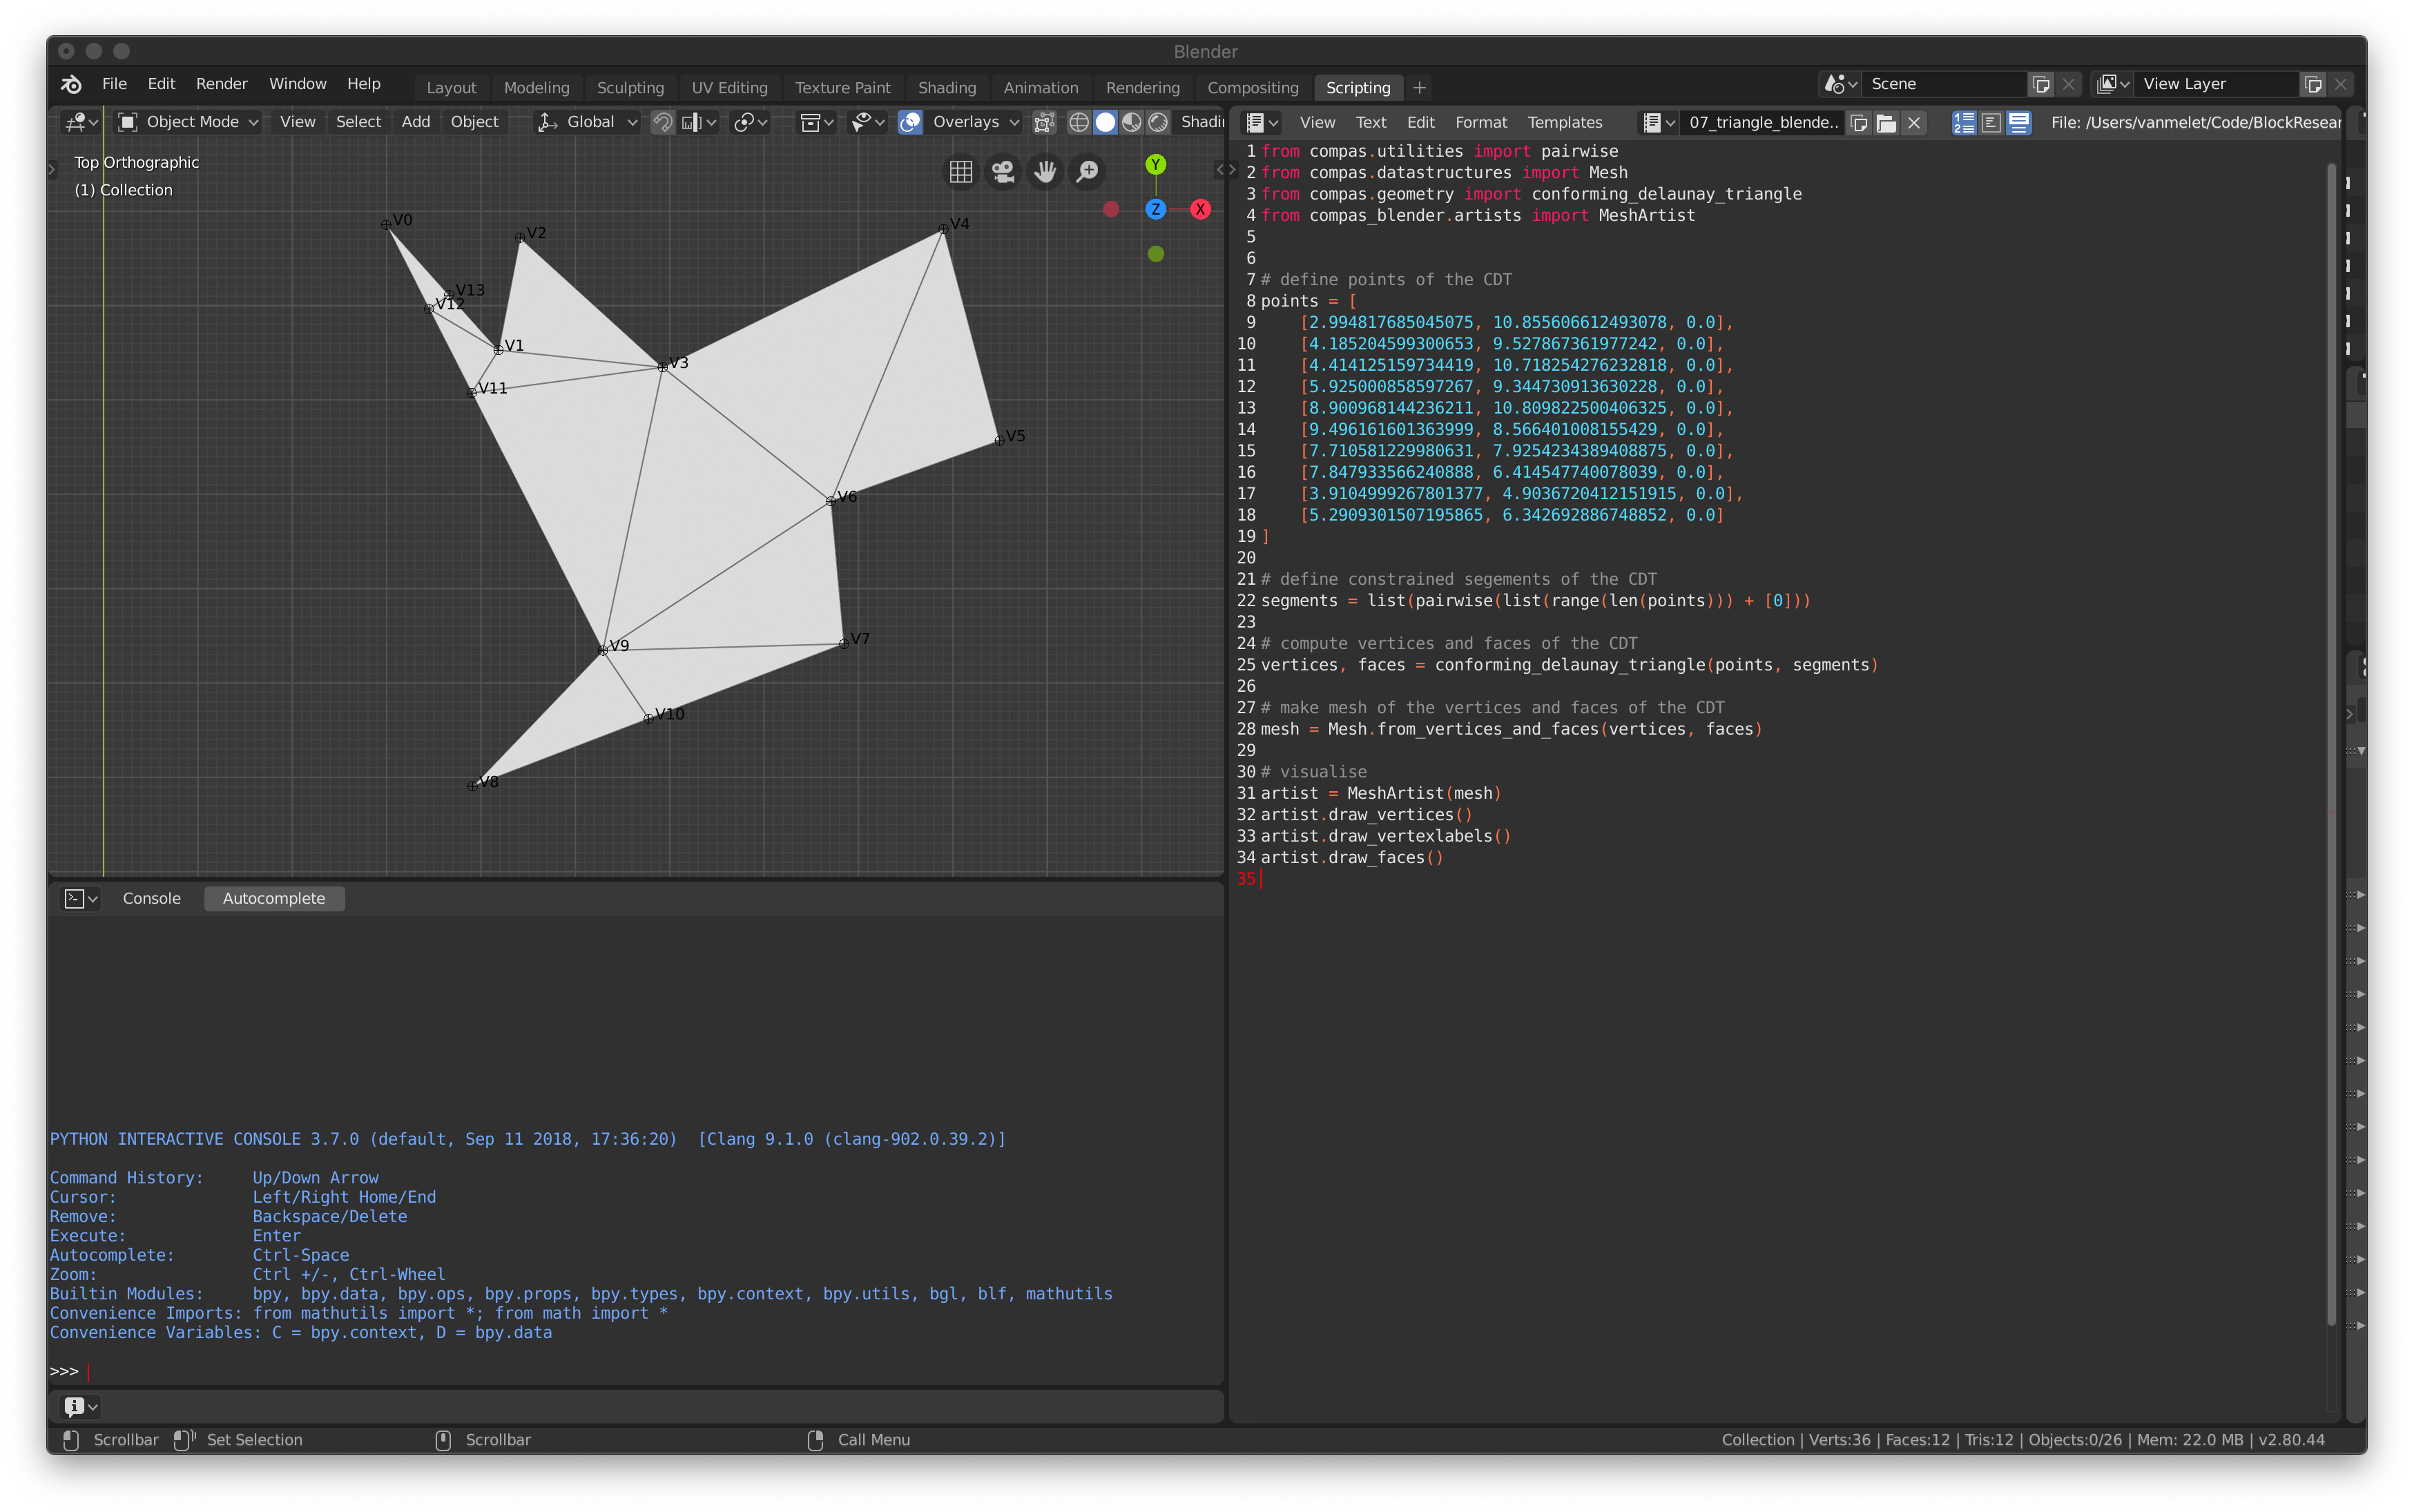 Blender
File Edit Render Window Help Layout Modeling Sculpting UV Editing Texture Paint Shading Animation Rendering Compositing Scripting + Scene View Layer
Object Mode View Select Add Object Global Overlays
Top Orthographic
(1) Collection
Y
Z
X
V0
V2
V4
V13
V12
V1
V3
V11
V5
V6
V9
V7
V10
V8
View Text Edit Format Templates 07_triangle_blende.. File: /Users/vanmelet/Code/BlockResear
1 from compas.utilities import pairwise
2 from compas.datastructures import Mesh
3 from compas.geometry import conforming_delaunay_triangle
4 from compas_blender.artists import MeshArtist
5
6
7 # define points of the CDT
8 points = [
9     [2.994817685045075, 10.855606612493078, 0.0],
10     [4.185204599300653, 9.527867361977242, 0.0],
11     [4.414125159734419, 10.718254276232818, 0.0],
12     [5.925000858597267, 9.344730913630228, 0.0],
13     [8.900968144236211, 10.809822500406325, 0.0],
14     [9.496161601363999, 8.566401008155429, 0.0],
15     [7.710581229980631, 7.9254234389408875, 0.0],
16     [7.847933566240888, 6.414547740078039, 0.0],
17     [3.9104999267801377, 4.9036720412151915, 0.0],
18     [5.2909301507195865, 6.342692886748852, 0.0]
19 ]
20
21 # define constrained segements of the CDT
22 segments = list(pairwise(list(range(len(points))) + [0]))
23
24 # compute vertices and faces of the CDT
25 vertices, faces = conforming_delaunay_triangle(points, segments)
26
27 # make mesh of the vertices and faces of the CDT
28 mesh = Mesh.from_vertices_and_faces(vertices, faces)
29
30 # visualise
31 artist = MeshArtist(mesh)
32 artist.draw_vertices()
33 artist.draw_vertexlabels()
34 artist.draw_faces()
35
Console Autocomplete
PYTHON INTERACTIVE CONSOLE 3.7.0 (default, Sep 11 2018, 17:36:20)  [Clang 9.1.0 (clang-902.0.39.2)]
Command History:     Up/Down Arrow
Cursor:              Left/Right Home/End
Remove:              Backspace/Delete
Execute:             Enter
Autocomplete:        Ctrl-Space
Zoom:                Ctrl +/-, Ctrl-Wheel
Builtin Modules:     bpy, bpy.data, bpy.ops, bpy.props, bpy.types, bpy.context, bpy.utils, bgl, blf, mathutils
Convenience Imports: from mathutils import *; from math import *
Convenience Variables: C = bpy.context, D = bpy.data
>>>
Scrollbar Set Selection Scrollbar Call Menu Collection | Verts:36 | Faces:12 | Tris:12 | Objects:0/26 | Mem: 22.0 MB | v2.80.44